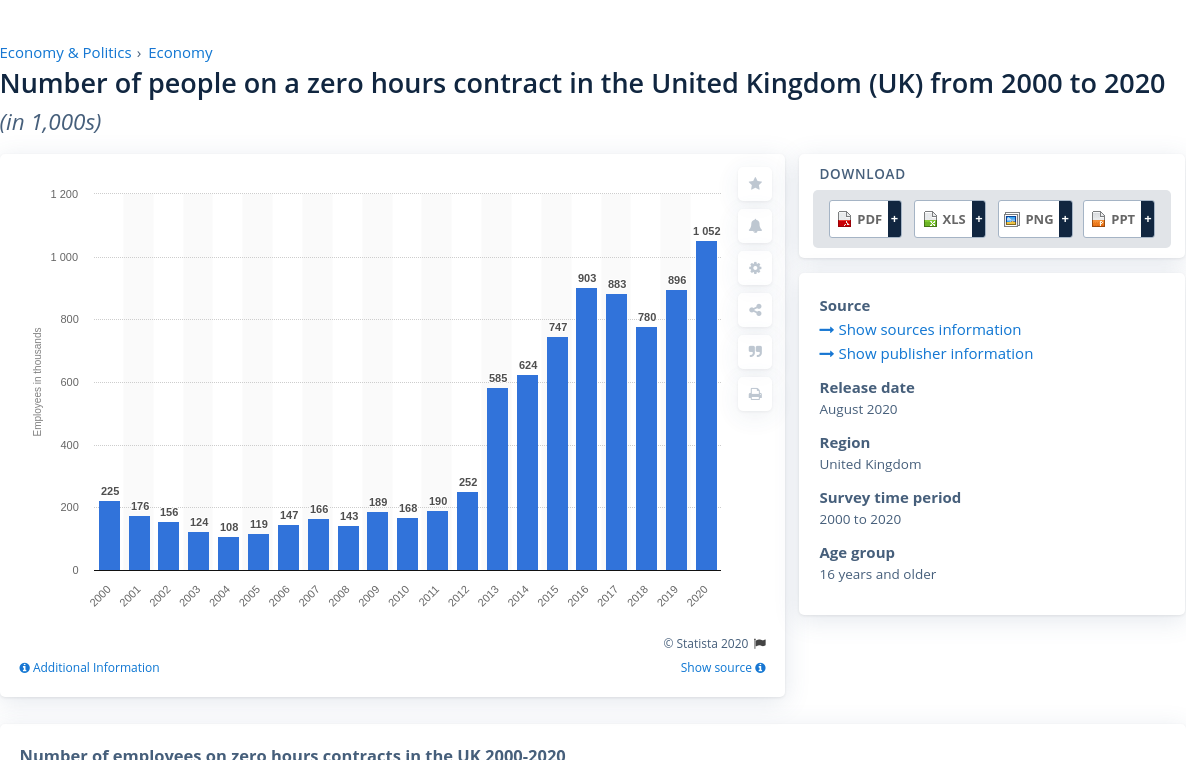 Economy & Politics › Economy
Number of people on a zero hours contract in the United Kingdom (UK) from 2000 to 2020
(in 1,000s)
DOWNLOAD
PDF + XLS + PNG + PPT +
Employees in thousands
1 200
1 000
800
600
400
200
0
225
176
156
124
108
119
147
166
143
189
168
190
252
585
624
747
903
883
780
896
1 052
2000
2001
2002
2003
2004
2005
2006
2007
2008
2009
2010
2011
2012
2013
2014
2015
2016
2017
2018
2019
2020
© Statista 2020
Additional Information
Show source
Source
Show sources information
Show publisher information
Release date
August 2020
Region
United Kingdom
Survey time period
2000 to 2020
Age group
16 years and older
Number of employees on zero hours contracts in the UK 2000-2020